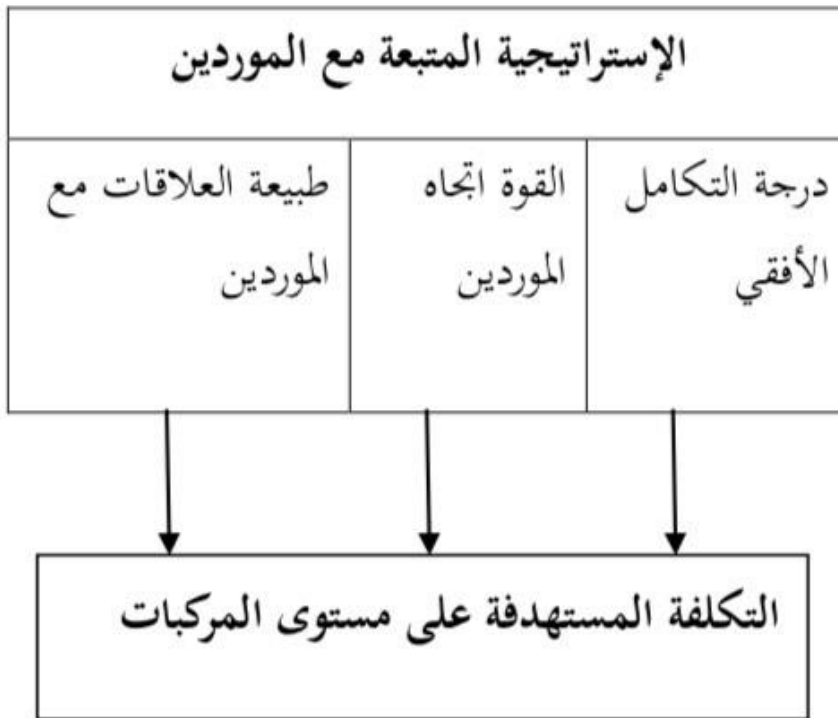 الإستراتيجية المتبعة مع الموردين
درجة التكامل
الأفقي
القوة اتجاه
الموردين
طبيعة العلاقات مع
الموردين
التكلفة المستهدفة على مستوى المركبات